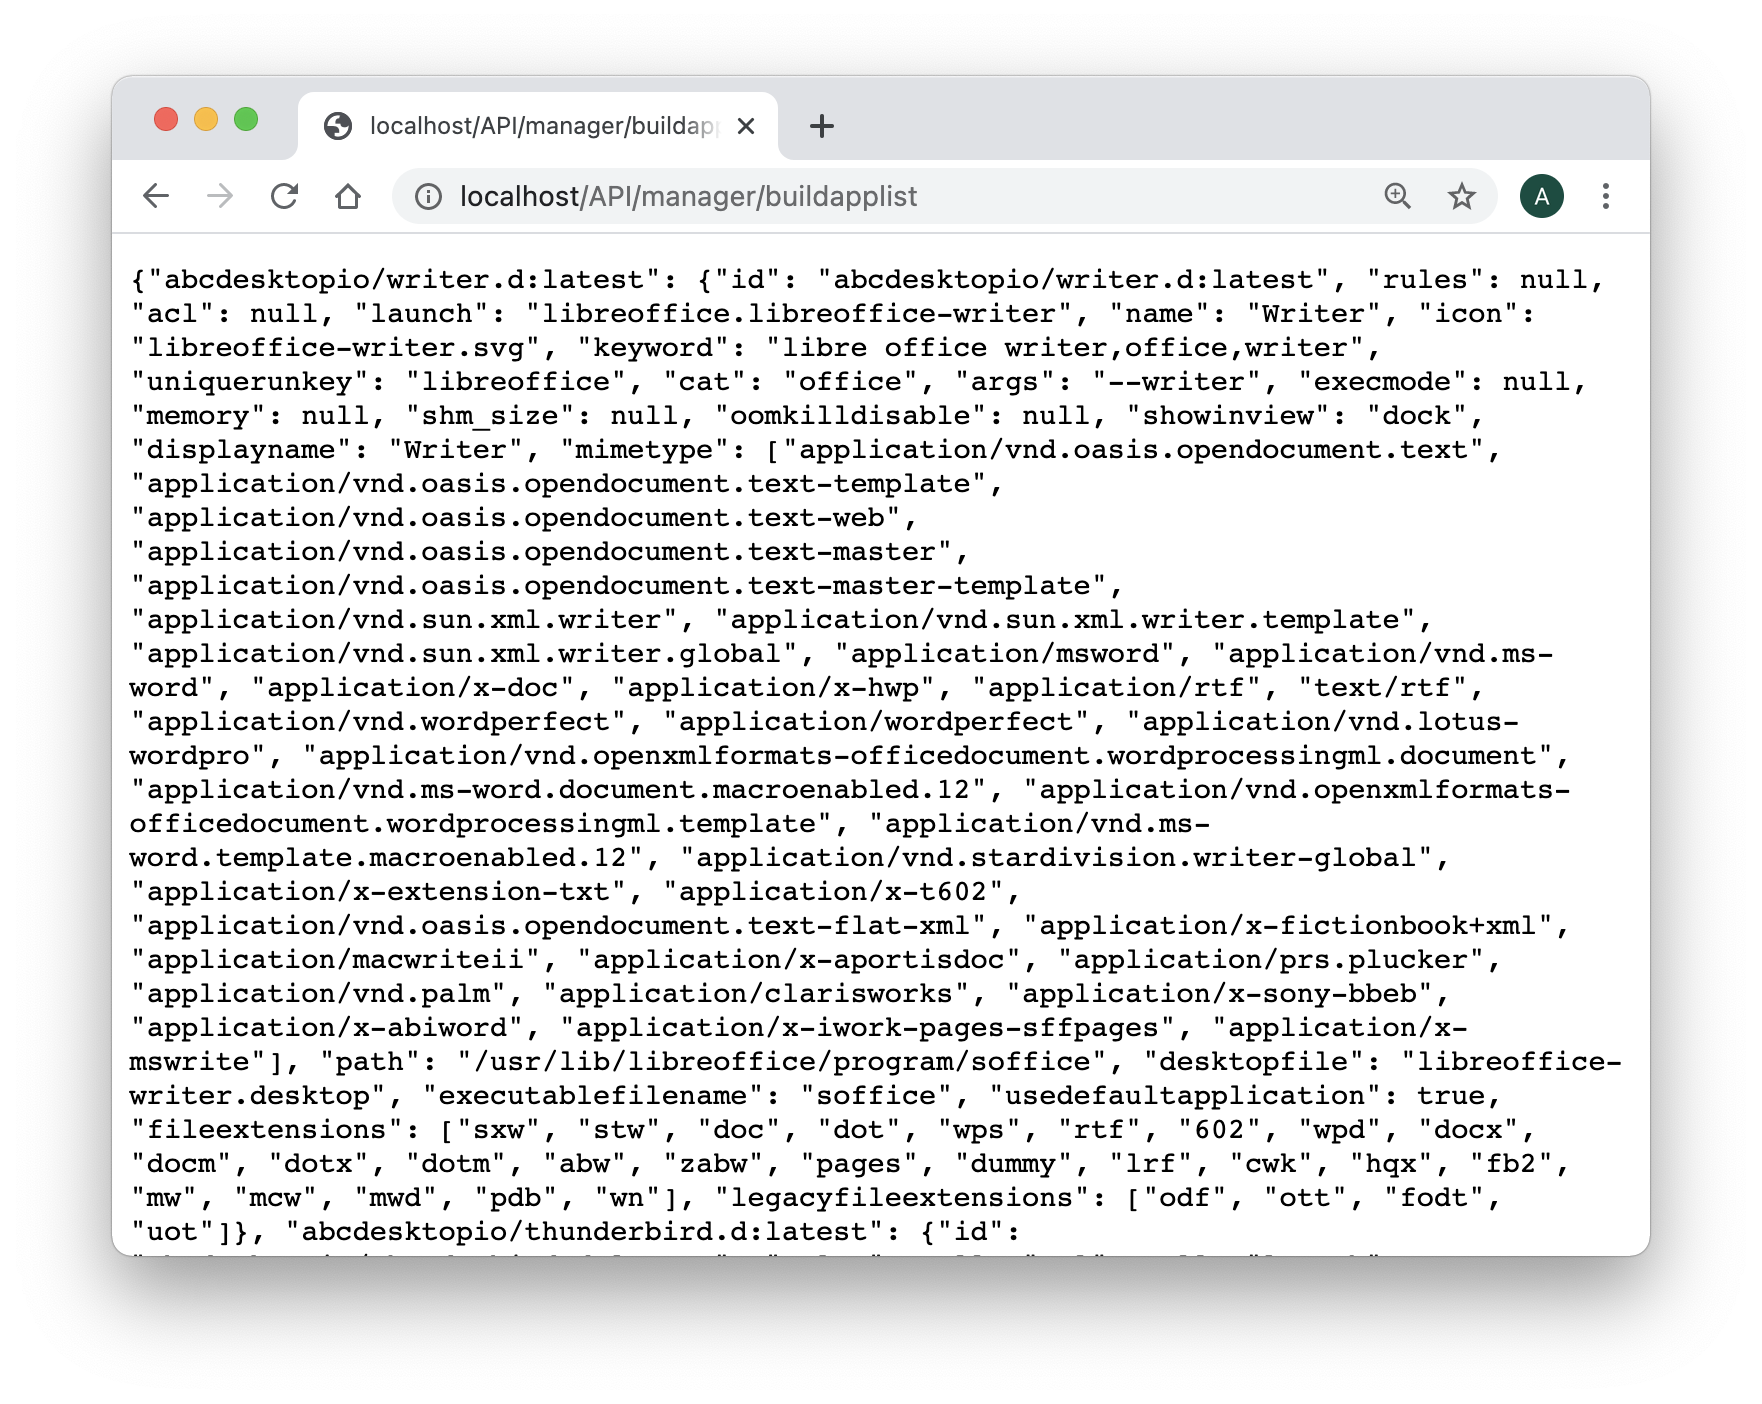 localhost/API/manager/buildapp
localhost/API/manager/buildapplist
A
{"abcdesktopio/writer.d:latest": {"id": "abcdesktopio/writer.d:latest", "rules": null,
"acl": null, "launch": "libreoffice.libreoffice-writer", "name": "Writer", "icon":
"libreoffice-writer.svg", "keyword": "libre office writer,office,writer",
"uniquerunkey": "libreoffice", "cat": "office", "args": "--writer", "execmode": null,
"memory": null, "shm_size": null, "oomkilldisable": null, "showinview": "dock",
"displayname": "Writer", "mimetype": ["application/vnd.oasis.opendocument.text",
"application/vnd.oasis.opendocument.text-template",
"application/vnd.oasis.opendocument.text-web",
"application/vnd.oasis.opendocument.text-master",
"application/vnd.oasis.opendocument.text-master-template",
"application/vnd.sun.xml.writer", "application/vnd.sun.xml.writer.template",
"application/vnd.sun.xml.writer.global", "application/msword", "application/vnd.ms-
word", "application/x-doc", "application/x-hwp", "application/rtf", "text/rtf",
"application/vnd.wordperfect", "application/wordperfect", "application/vnd.lotus-
wordpro", "application/vnd.openxmlformats-officedocument.wordprocessingml.document",
"application/vnd.ms-word.document.macroenabled.12", "application/vnd.openxmlformats-
officedocument.wordprocessingml.template", "application/vnd.ms-
word.template.macroenabled.12", "application/vnd.stardivision.writer-global",
"application/x-extension-txt", "application/x-t602",
"application/vnd.oasis.opendocument.text-flat-xml", "application/x-fictionbook+xml",
"application/macwriteii", "application/x-aportisdoc", "application/prs.plucker",
"application/vnd.palm", "application/clarisworks", "application/x-sony-bbeb",
"application/x-abiword", "application/x-iwork-pages-sffpages", "application/x-
mswrite"], "path": "/usr/lib/libreoffice/program/soffice", "desktopfile": "libreoffice-
writer.desktop", "executablefilename": "soffice", "usedefaultapplication": true,
"fileextensions": ["sxw", "stw", "doc", "dot", "wps", "rtf", "602", "wpd", "docx",
"docm", "dotx", "dotm", "abw", "zabw", "pages", "dummy", "lrf", "cwk", "hqx", "fb2",
"mw", "mcw", "mwd", "pdb", "wn"], "legacyfileextensions": ["odf", "ott", "fodt",
"uot"]}, "abcdesktopio/thunderbird.d:latest": {"id":